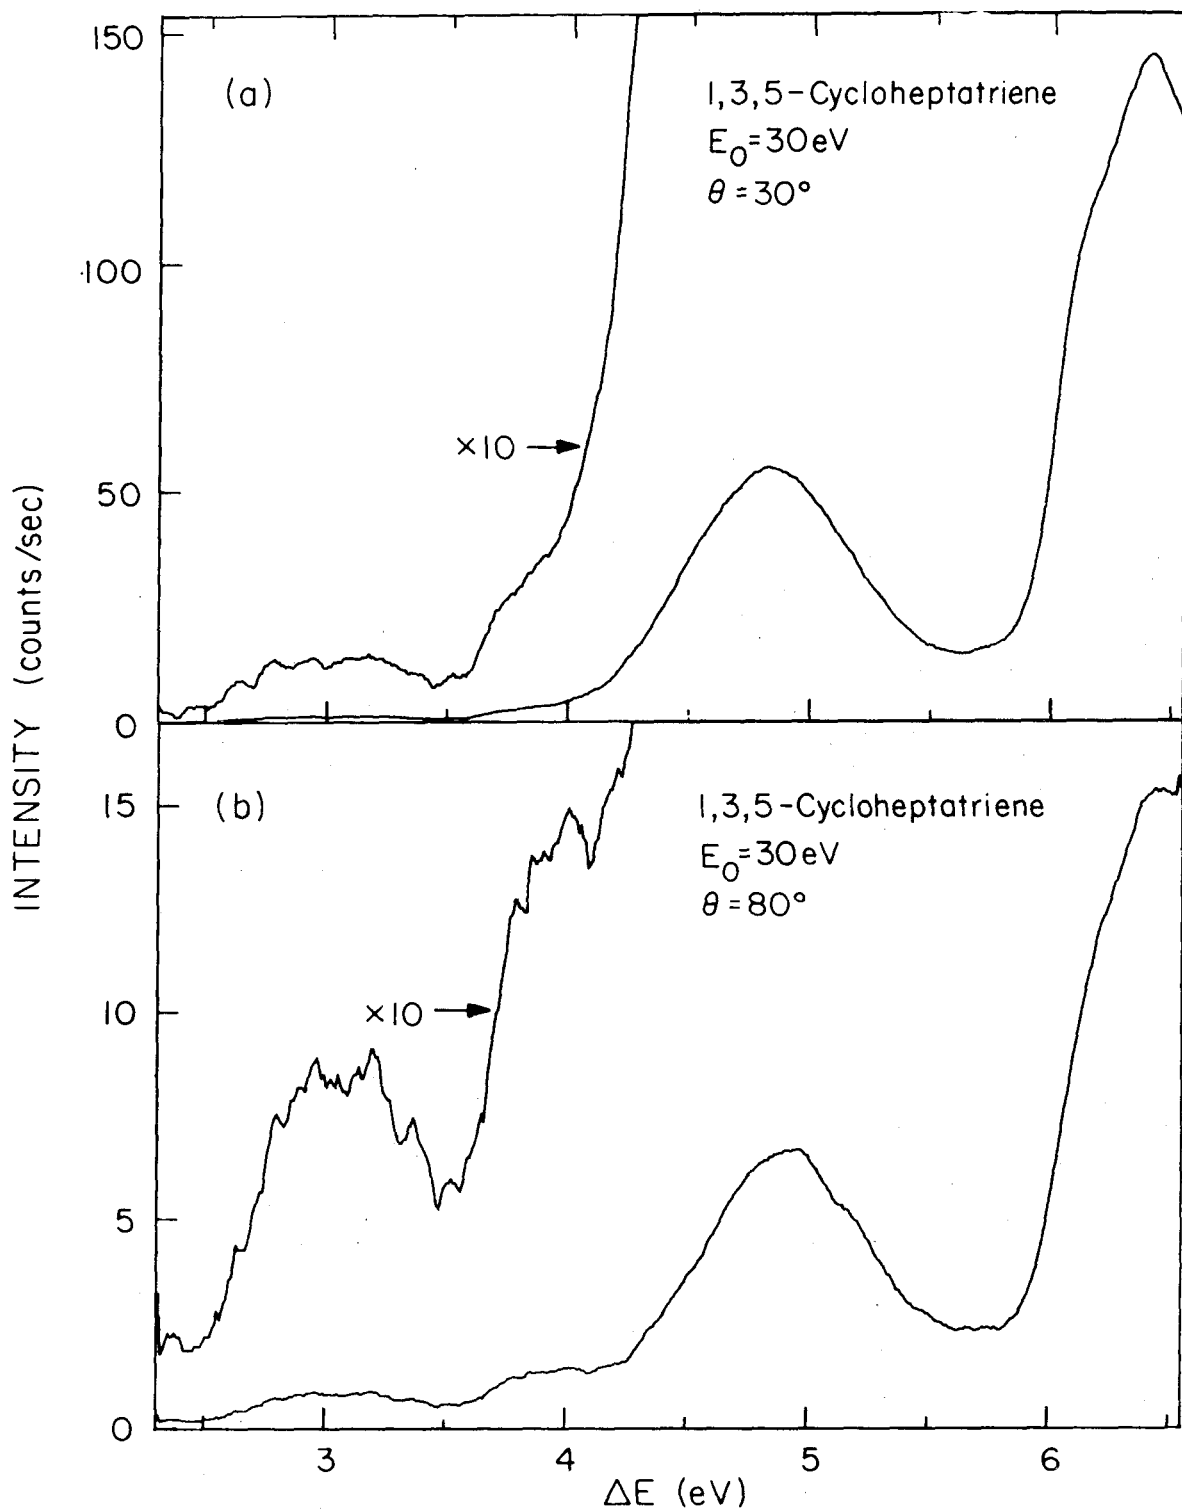 INTENSITY (counts/sec)
150
100
50
0
(a)
1,3,5-Cycloheptatriene
E₀=30eV
θ=30°
×10
15
10
5
0
(b)
1,3,5-Cycloheptatriene
E₀=30eV
θ=80°
×10
3 4 5 6
ΔE (eV)